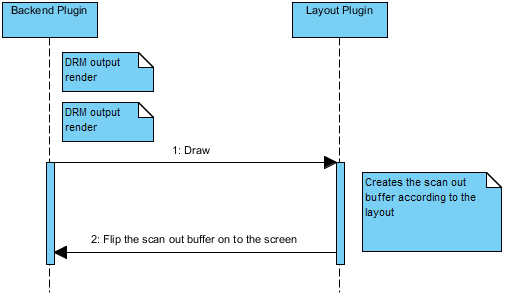 Backend Plugin
Layout Plugin
DRM output
render
DRM output
render
1: Draw
Creates the scan out
buffer according to the
layout
2: Flip the scan out buffer on to the screen